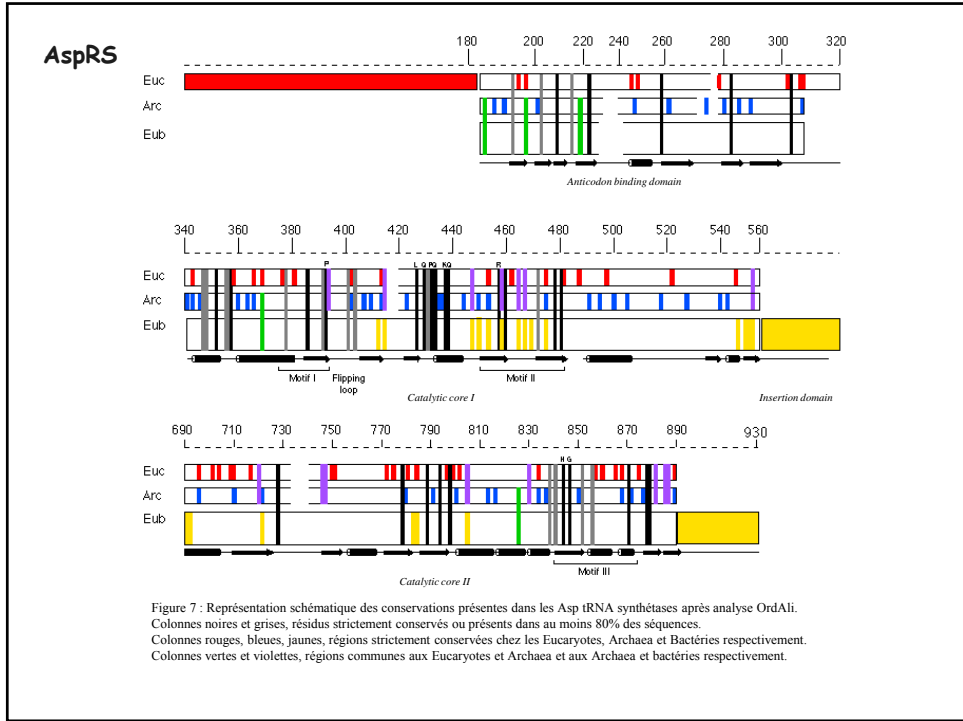 AspRS
180 200 220 240 260 280 300 320
Euc
Arc
Eub
Anticodon binding domain
340 360 380 400 420 440 460 480 500 520 540 560
P L Q PQ KQ R
Euc
Arc
Eub
Motif I Flipping loop Motif II
Catalytic core I Insertion domain
690 710 730 750 770 790 810 830 850 870 890 930
H G
Euc
Arc
Eub
Motif III
Catalytic core II
Figure 7 : Représentation schématique des conservations présentes dans les Asp tRNA synthétases après analyse OrdAli.
Colonnes noires et grises, résidus strictement conservés ou présents dans au moins 80% des séquences.
Colonnes rouges, bleues, jaunes, régions strictement conservées chez les Eucaryotes, Archaea et Bactéries respectivement.
Colonnes vertes et violettes, régions communes aux Eucaryotes et Archaea et aux Archaea et bactéries respectivement.